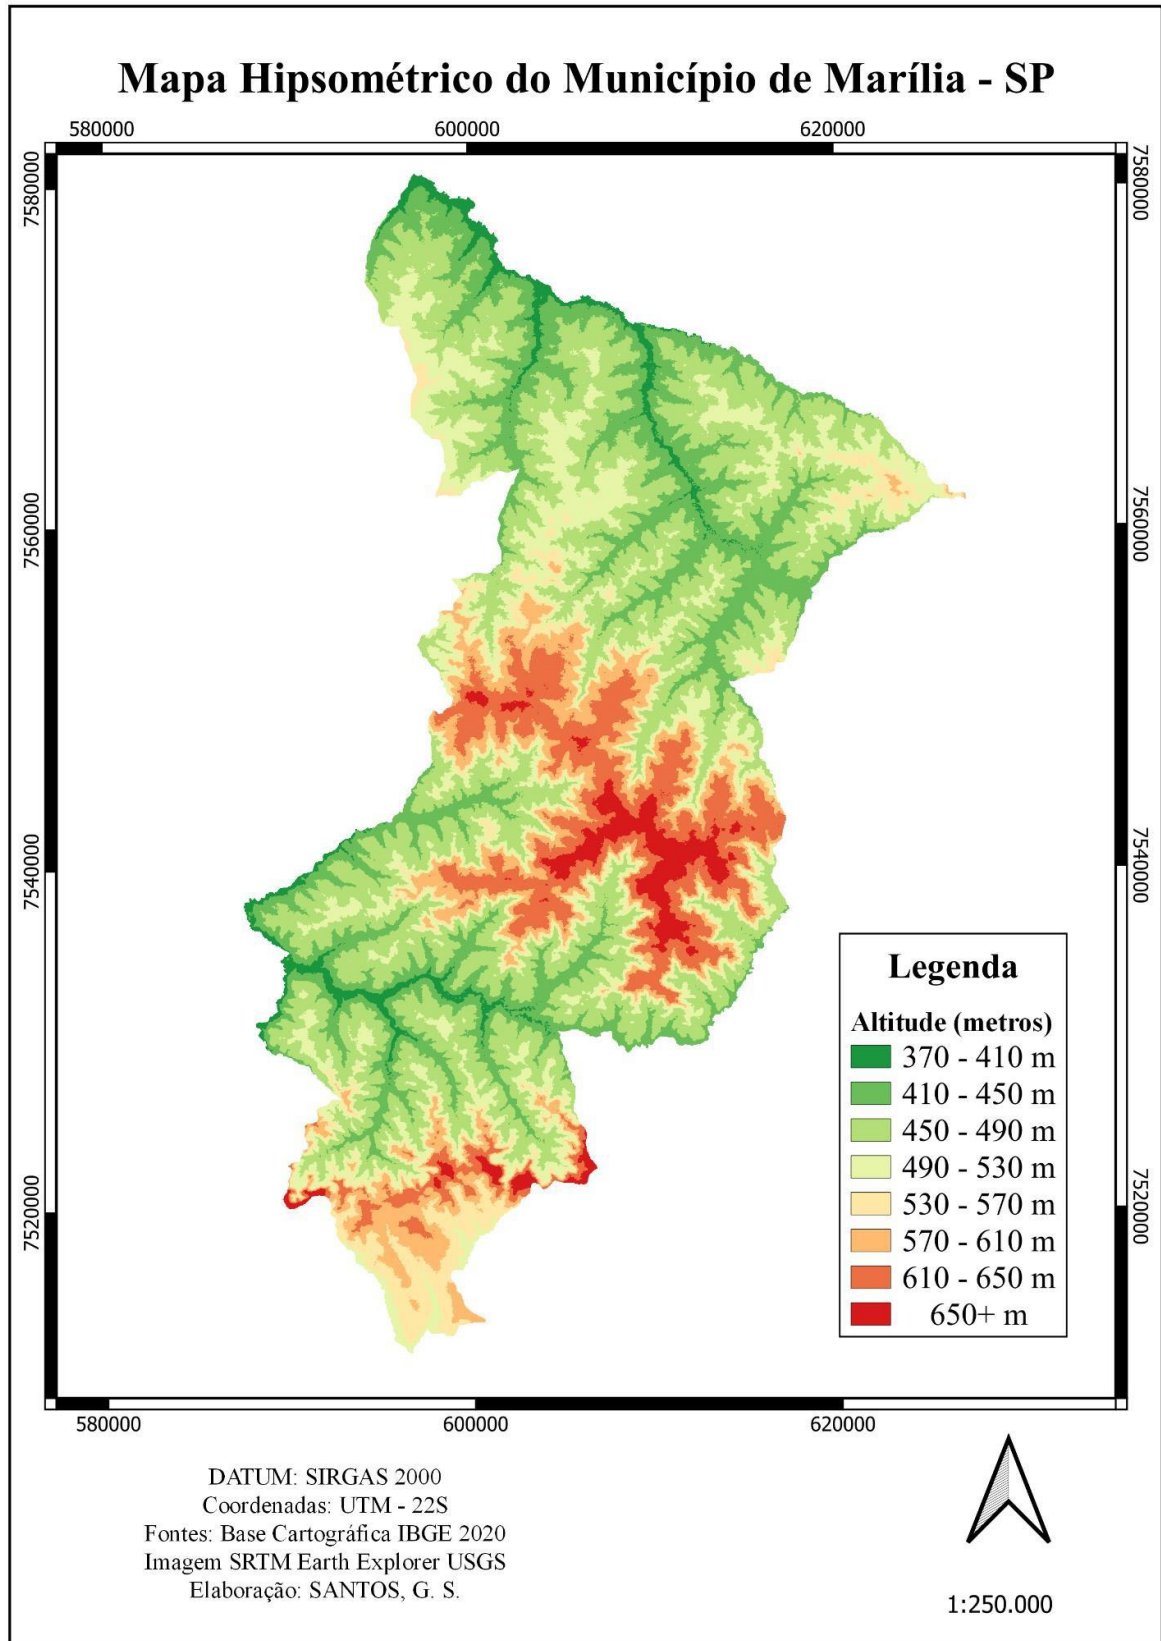 Mapa Hipsométrico do Município de Marília - SP
580000
600000
620000
7580000
7580000
7560000
7560000
7540000
7540000
7520000
7520000
Legenda
Altitude (metros)
370 - 410 m
410 - 450 m
450 - 490 m
490 - 530 m
530 - 570 m
570 - 610 m
610 - 650 m
650+ m
580000
600000
620000
DATUM: SIRGAS 2000
Coordenadas: UTM - 22S
Fontes: Base Cartográfica IBGE 2020
Imagem SRTM Earth Explorer USGS
Elaboração: SANTOS, G. S.
1:250.000